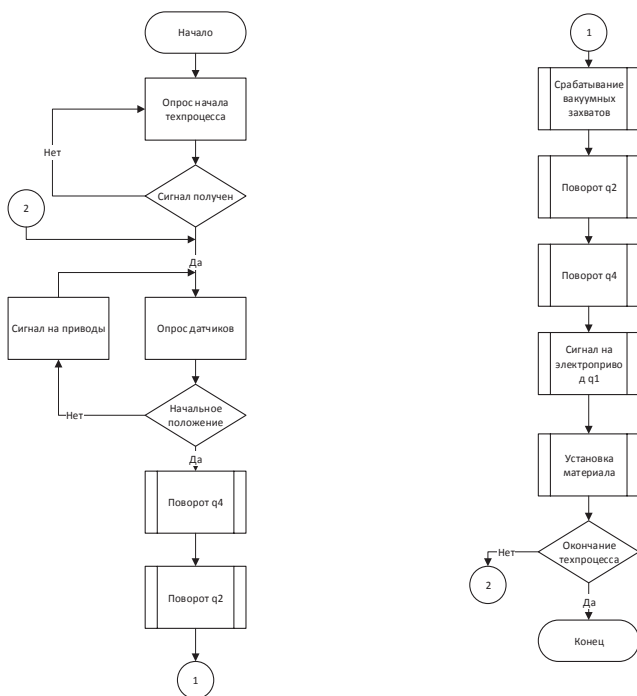 Начало
Опрос начала
техпроцесса
Нет
Сигнал получен
2
Да
Сигнал на приводы
Опрос датчиков
Начальное
положение
Нет
Да
Поворот q4
Поворот q2
1
1
Срабатывание
вакуумных
захватов
Поворот q2
Поворот q4
Сигнал на
электропривo
д q1
Установка
материала
Окончание
техпроцесса
Нет
2
Да
Конец